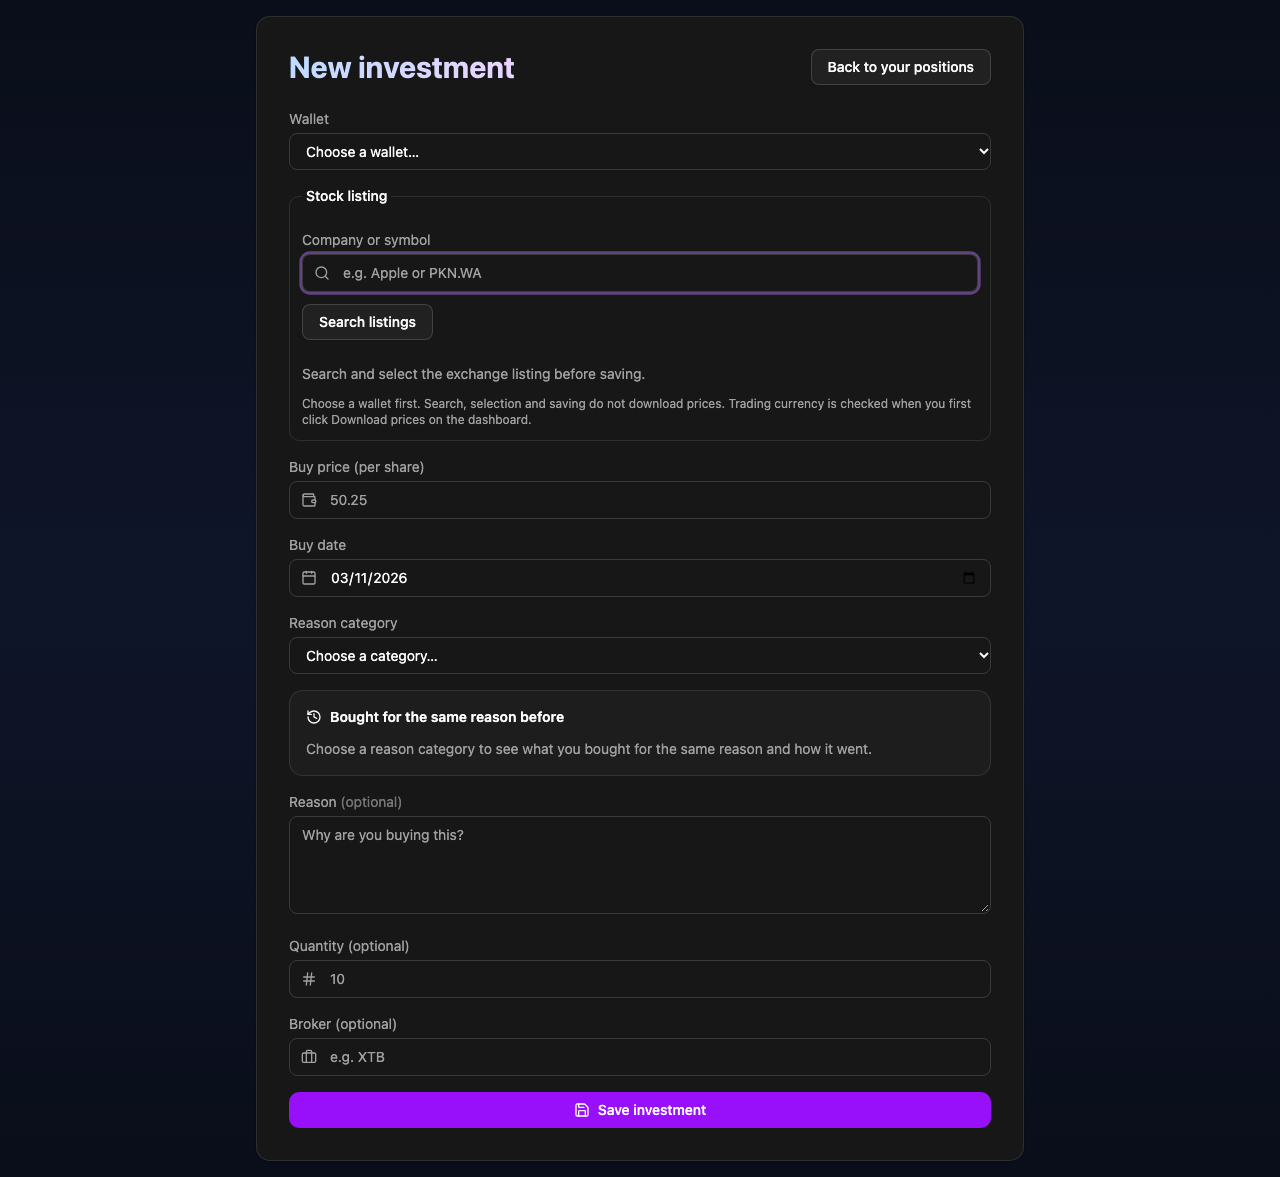 New investment
Back to your positions
Wallet
Choose a wallet...
Stock listing
Company or symbol
e.g. Apple or PKN.WA
Search listings
Search and select the exchange listing before saving.
Choose a wallet first. Search, selection and saving do not download prices. Trading currency is checked when you first
click Download prices on the dashboard.
Buy price (per share)
50.25
Buy date
03/11/2026
Reason category
Choose a category...
Bought for the same reason before
Choose a reason category to see what you bought for the same reason and how it went.
Reason (optional)
Why are you buying this?
Quantity (optional)
10
Broker (optional)
e.g. XTB
Save investment